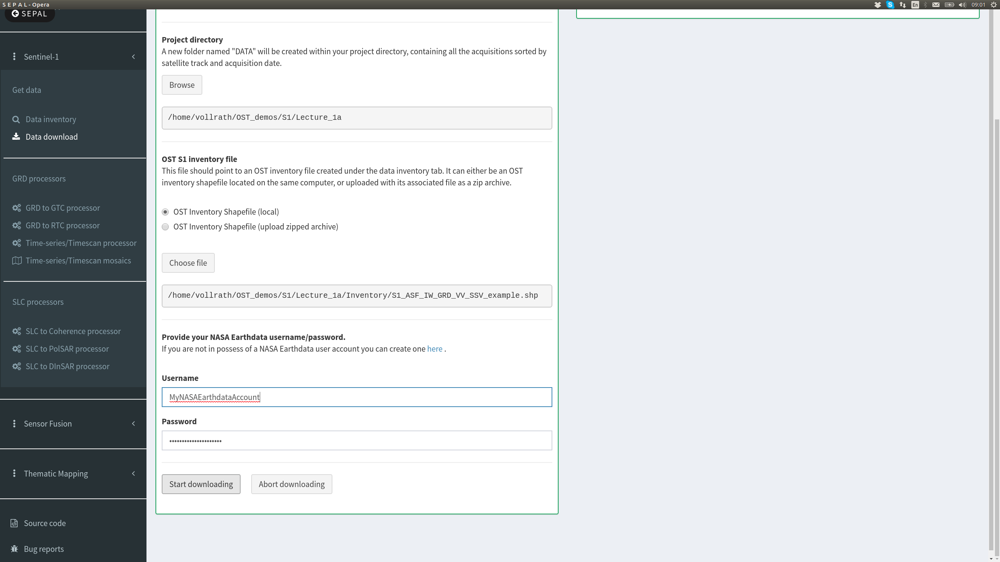 S E P A L - Opera
En
09:01
SEPAL
Sentinel-1
Get data
Data inventory
Data download
GRD processors
GRD to GTC processor
GRD to RTC processor
Time-series/Timescan processor
Time-series/Timescan mosaics
SLC processors
SLC to Coherence processor
SLC to PolSAR processor
SLC to DInSAR processor
Sensor Fusion
Thematic Mapping
Source code
Bug reports
Project directory
A new folder named "DATA" will be created within your project directory, containing all the acquisitions sorted by
satellite track and acquisition date.
Browse
/home/vollrath/OST_demos/S1/Lecture_1a
OST S1 inventory file
This file should point to an OST inventory file created under the data inventory tab. It can either be an OST
inventory shapefile located on the same computer, or uploaded with its associated file as a zip archive.
OST Inventory Shapefile (local)
OST Inventory Shapefile (upload zipped archive)
Choose file
/home/vollrath/OST_demos/S1/Lecture_1a/Inventory/S1_ASF_IW_GRD_VV_SSV_example.shp
Provide your NASA Earthdata username/password.
If you are not in possess of a NASA Earthdata user account you can create one here .
Username
MyNASAEarthdataAccount
Password
•••••••••••••••••••••
Start downloading
Abort downloading